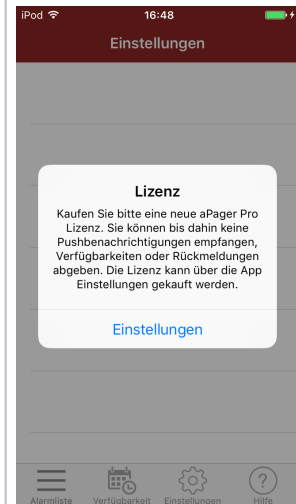 iPod 16:48
Einstellungen
Lizenz
Kaufen Sie bitte eine neue aPager Pro
Lizenz. Sie können bis dahin keine
Pushbenachrichtigungen empfangen,
Verfügbarkeiten oder Rückmeldungen
abgeben. Die Lizenz kann über die App
Einstellungen gekauft werden.
Einstellungen
Alarmliste Verfügbarkeit Einstellungen Hilfe